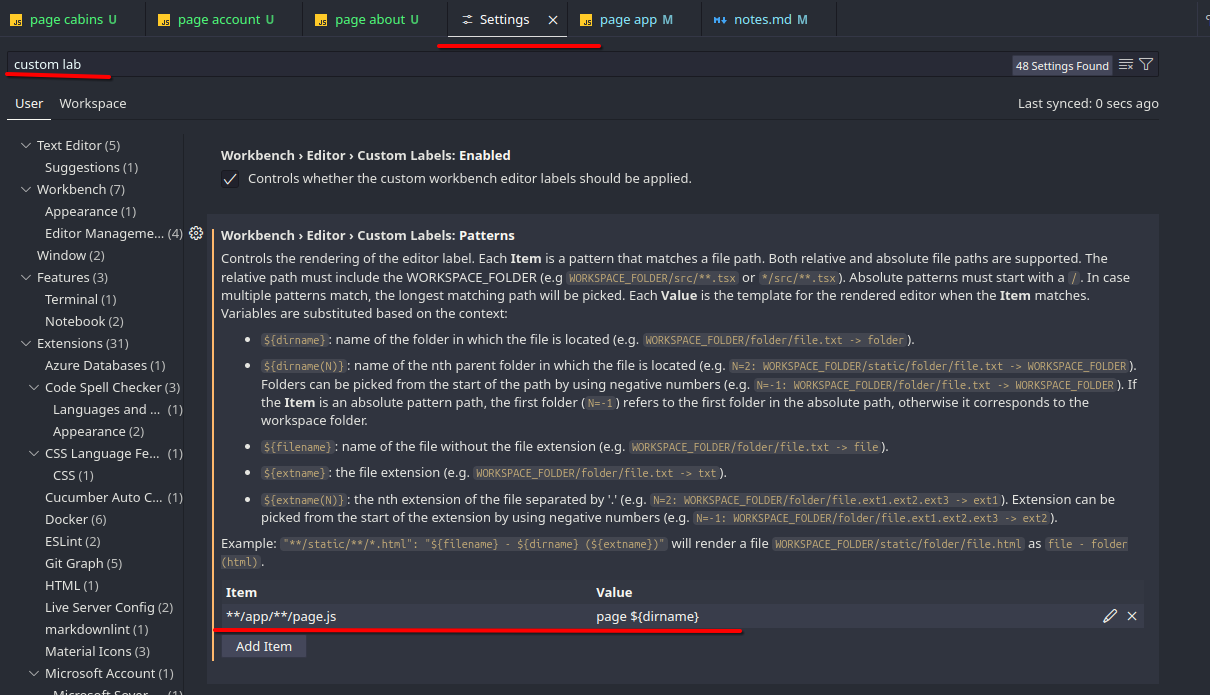 page cabins U
page account U
page about U
Settings
page app M
notes.md M
custom lab
48 Settings Found
User
Workspace
Last synced: 0 secs ago
Text Editor (5)
Suggestions (1)
Workbench (7)
Appearance (1)
Editor Manageme... (4)
Window (2)
Features (3)
Terminal (1)
Notebook (2)
Extensions (31)
Azure Databases (1)
Code Spell Checker (3)
Languages and ... (1)
Appearance (2)
CSS Language Fe... (1)
CSS (1)
Cucumber Auto C... (1)
Docker (6)
ESLint (2)
Git Graph (5)
HTML (1)
Live Server Config (2)
markdownlint (1)
Material Icons (3)
Microsoft Account (1)
Workbench › Editor › Custom Labels: Enabled
Controls whether the custom workbench editor labels should be applied.
Workbench › Editor › Custom Labels: Patterns
Controls the rendering of the editor label. Each Item is a pattern that matches a file path. Both relative and absolute file paths are supported. The
relative path must include the WORKSPACE_FOLDER (e.g WORKSPACE_FOLDER/src/**.tsx or */src/**.tsx). Absolute patterns must start with a /. In case
multiple patterns match, the longest matching path will be picked. Each Value is the template for the rendered editor when the Item matches.
Variables are substituted based on the context:
• ${dirname}: name of the folder in which the file is located (e.g. WORKSPACE_FOLDER/folder/file.txt -> folder).
• ${dirname(N)}: name of the nth parent folder in which the file is located (e.g. N=2: WORKSPACE_FOLDER/static/folder/file.txt -> WORKSPACE_FOLDER).
Folders can be picked from the start of the path by using negative numbers (e.g. N=-1: WORKSPACE_FOLDER/folder/file.txt -> WORKSPACE_FOLDER). If
the Item is an absolute pattern path, the first folder (N=-1) refers to the first folder in the absolute path, otherwise it corresponds to the
workspace folder.
• ${filename}: name of the file without the file extension (e.g. WORKSPACE_FOLDER/folder/file.txt -> file).
• ${extname}: the file extension (e.g. WORKSPACE_FOLDER/folder/file.txt -> txt).
• ${extname(N)}: the nth extension of the file separated by '.' (e.g. N=2: WORKSPACE_FOLDER/folder/file.ext1.ext2.ext3 -> ext1). Extension can be
picked from the start of the extension by using negative numbers (e.g. N=-1: WORKSPACE_FOLDER/folder/file.ext1.ext2.ext3 -> ext2).
Example: "**/static/**/*.html": "${filename} - ${dirname} (${extname})" will render a file WORKSPACE_FOLDER/static/folder/file.html as file - folder
(html).
Item Value
**/app/**/page.js page ${dirname}
Add Item